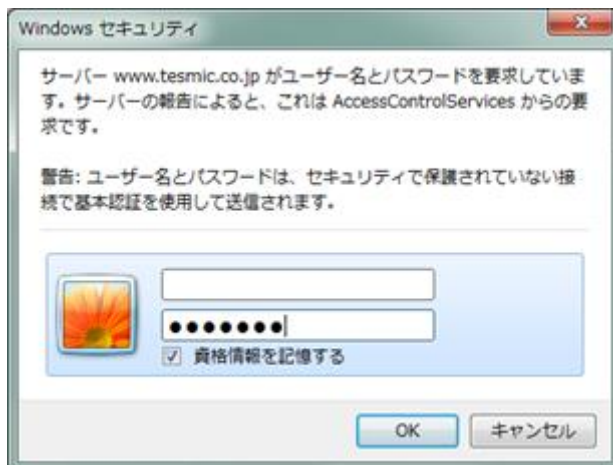 Windows セキュリティ
サーバー www.tesmic.co.jp がユーザー名とパスワードを要求していま
す。サーバーの報告によると、これは AccessControlServices からの要
求です。
警告: ユーザー名とパスワードは、セキュリティで保護されていない接
続で基本認証を使用して送信されます。
●●●●●●●
資格情報を記憶する
OK
キャンセル